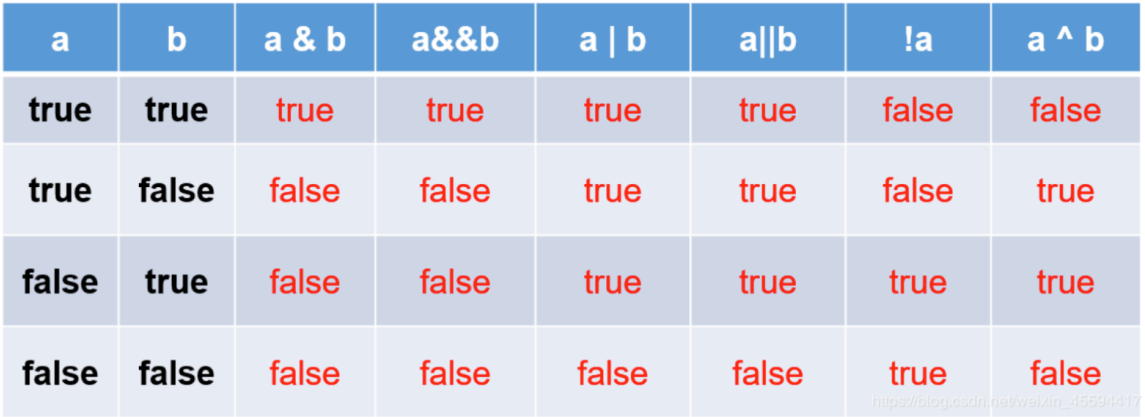 a b a & b a&&b a | b a||b !a a ^ b
true true true true true true false false
true false false false true true false true
false true false false true true true true
false false false false false false true false
https://blog.csdn.net/weixin_45694417